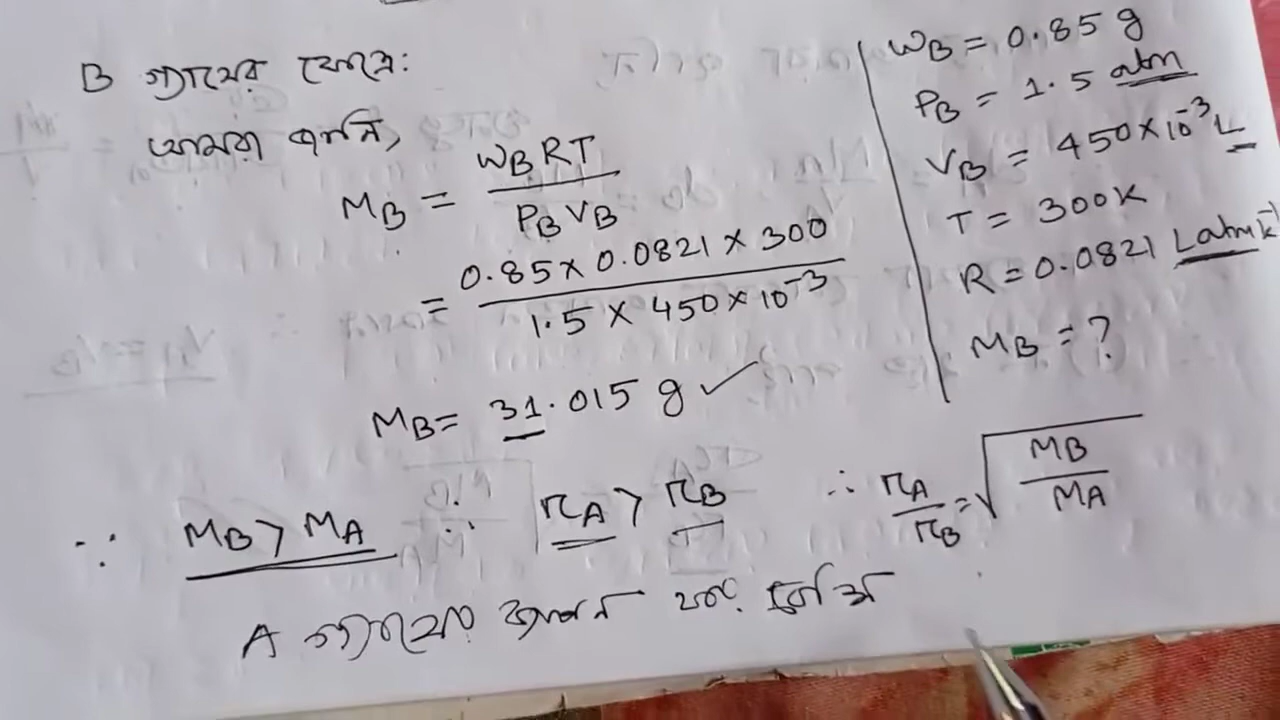 B গ্যাসের ক্ষেত্রে:
আমরা জানি,
M_B = W_B RT / P_B V_B
= 0.85 × 0.0821 × 300 / 1.5 × 450 × 10⁻³
M_B = 31.015 g ✓
∵ M_B > M_A ∴ r_A > r_B ∴ r_A / r_B = √(M_B / M_A)
A গ্যাসের ব্যাপন হার বেশি
W_B = 0.85 g
P_B = 1.5 atm
V_B = 450 × 10⁻³ L
T = 300K
R = 0.0821 L atm K⁻¹
M_B = ?